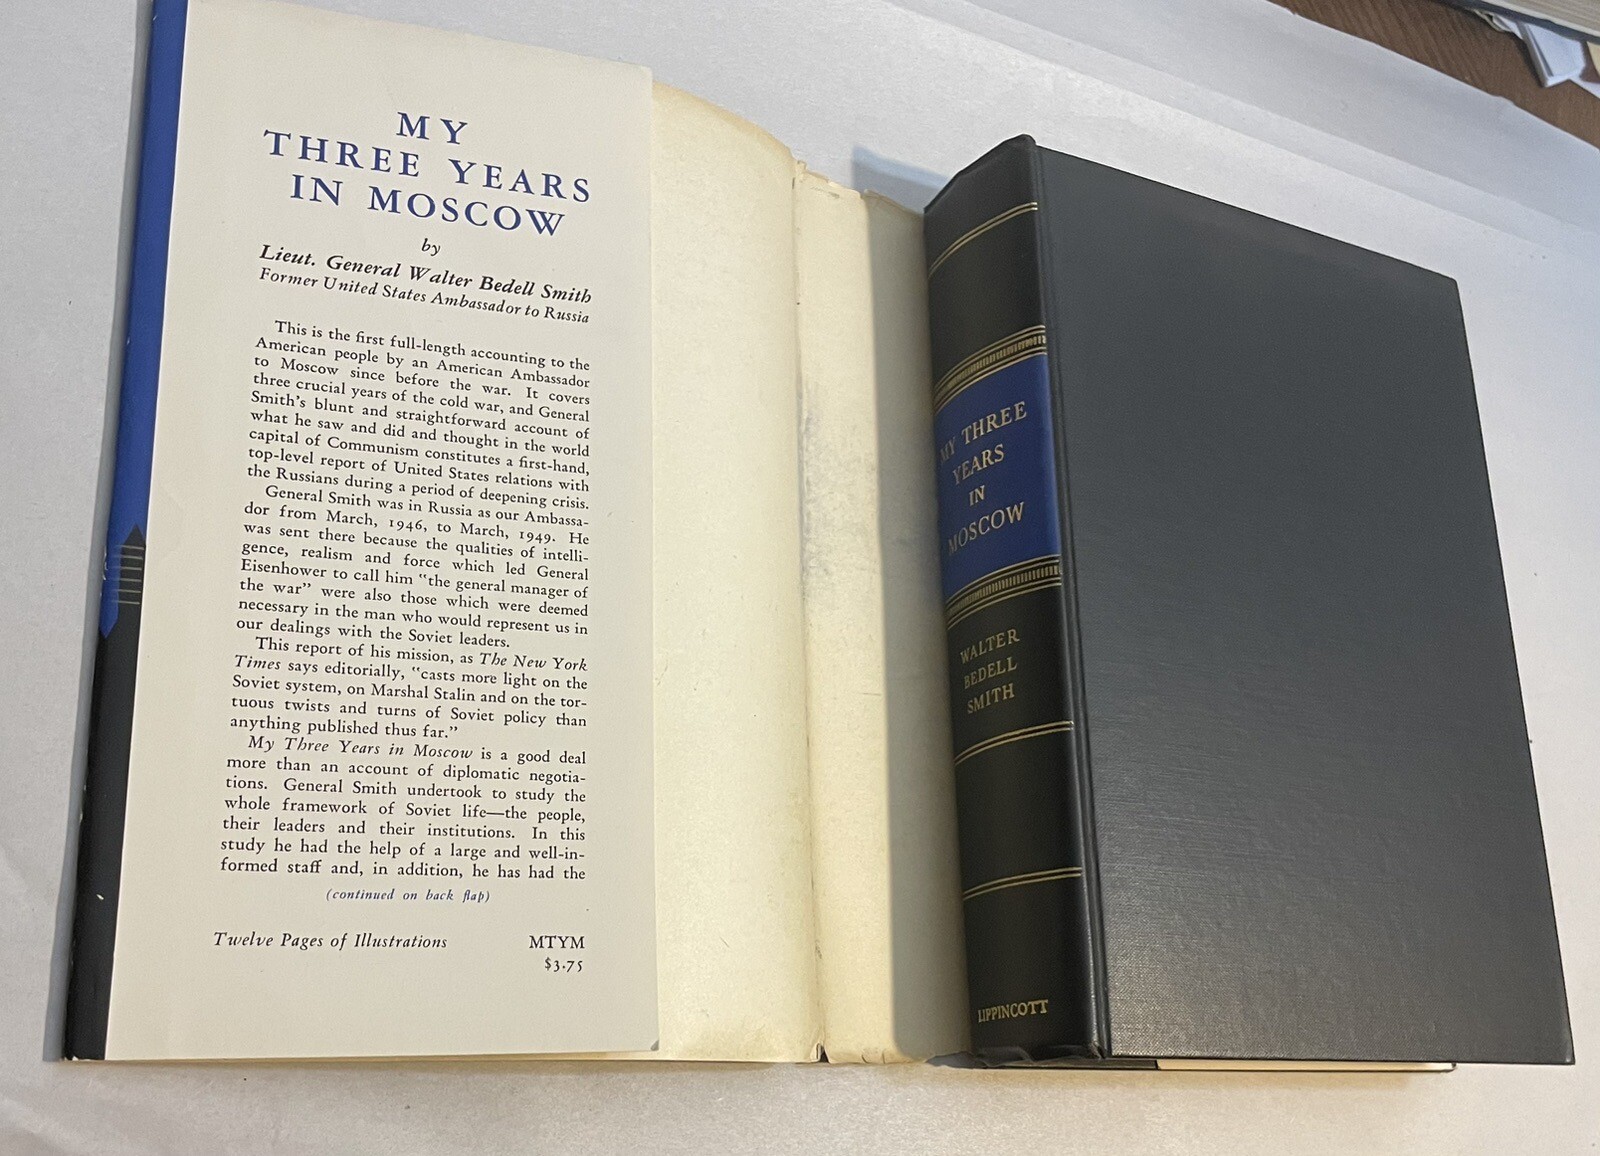 MY
THREE YEARS
IN MOSCOW
by
Lieut. General Walter Bedell Smith
Former United States Ambassador to Russia
This is the first full-length accounting to the
American people by an American Ambassador
to Moscow since before the war. It covers
three crucial years of the cold war, and General
Smith's blunt and straightforward account of
what he saw and did and thought in the world
capital of Communism constitutes a first-hand,
top-level report of United States relations with
the Russians during a period of deepening crisis.
General Smith was in Russia as our Ambassa-
dor from March, 1946, to March, 1949. He
was sent there because the qualities of intelli-
gence, realism and force which led General
Eisenhower to call him "the general manager of
the war" were also those which were deemed
necessary in the man who would represent us in
our dealings with the Soviet leaders.
This report of his mission, as The New York
Times says editorially, "casts more light on the
Soviet system, on Marshal Stalin and on the tor-
tuous twists and turns of Soviet policy than
anything published thus far."
My Three Years in Moscow is a good deal
more than an account of diplomatic negotia-
tions. General Smith undertook to study the
whole framework of Soviet life—the people,
their leaders and their institutions. In this
study he had the help of a large and well-in-
formed staff and, in addition, he has had the
(continued on back flap)
Twelve Pages of Illustrations MTYM
$3.75
MY THREE
YEARS
IN
MOSCOW
WALTER
BEDELL
SMITH
LIPPINCOTT